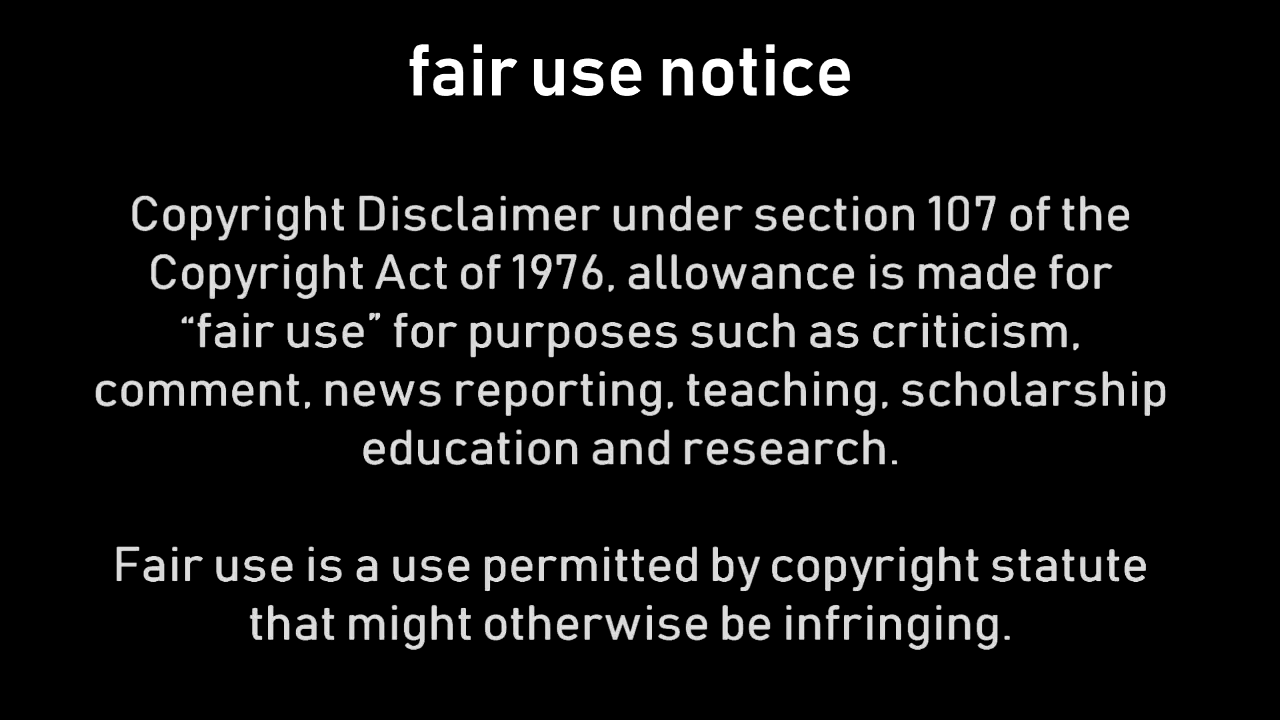 fair use notice
Copyright Disclaimer under section 107 of the
Copyright Act of 1976, allowance is made for
“fair use” for purposes such as criticism,
comment, news reporting, teaching, scholarship
education and research.
Fair use is a use permitted by copyright statute
that might otherwise be infringing.